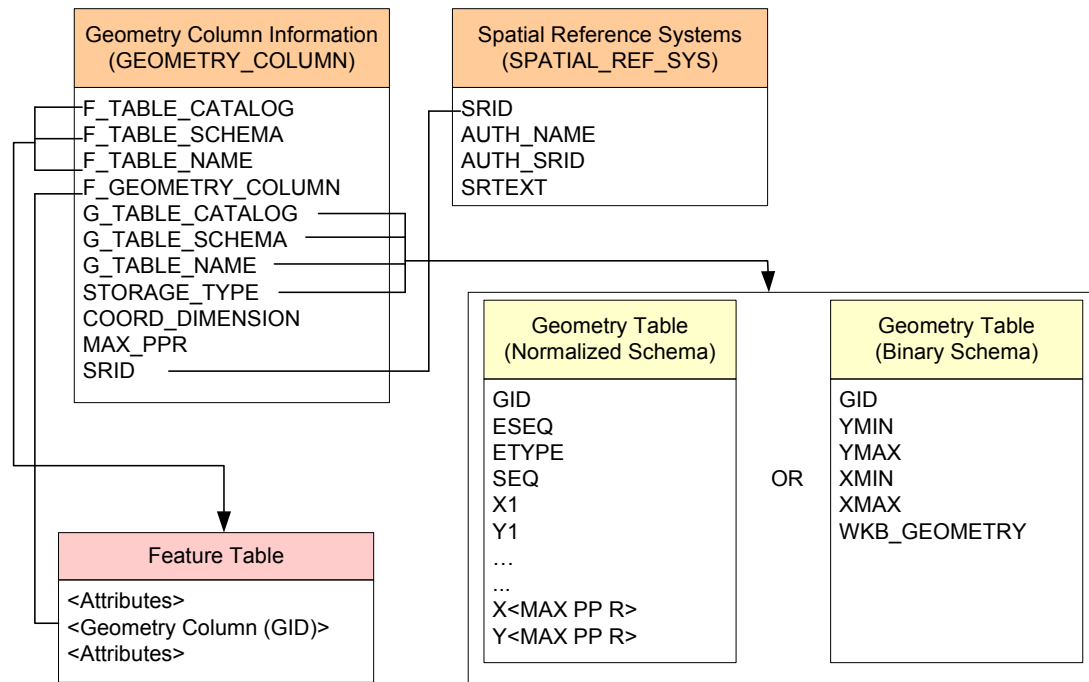 Geometry Column Information
(GEOMETRY_COLUMN)
F_TABLE_CATALOG
F_TABLE_SCHEMA
F_TABLE_NAME
F_GEOMETRY_COLUMN
G_TABLE_CATALOG
G_TABLE_SCHEMA
G_TABLE_NAME
STORAGE_TYPE
COORD_DIMENSION
MAX_PPR
SRID
Spatial Reference Systems
(SPATIAL_REF_SYS)
SRID
AUTH_NAME
AUTH_SRID
SRTEXT
Feature Table
<Attributes>
<Geometry Column (GID)>
<Attributes>
Geometry Table
(Normalized Schema)
GID
ESEQ
ETYPE
SEQ
X1
Y1
…
...
X<MAX PP R>
Y<MAX PP R>
OR
Geometry Table
(Binary Schema)
GID
YMIN
YMAX
XMIN
XMAX
WKB_GEOMETRY